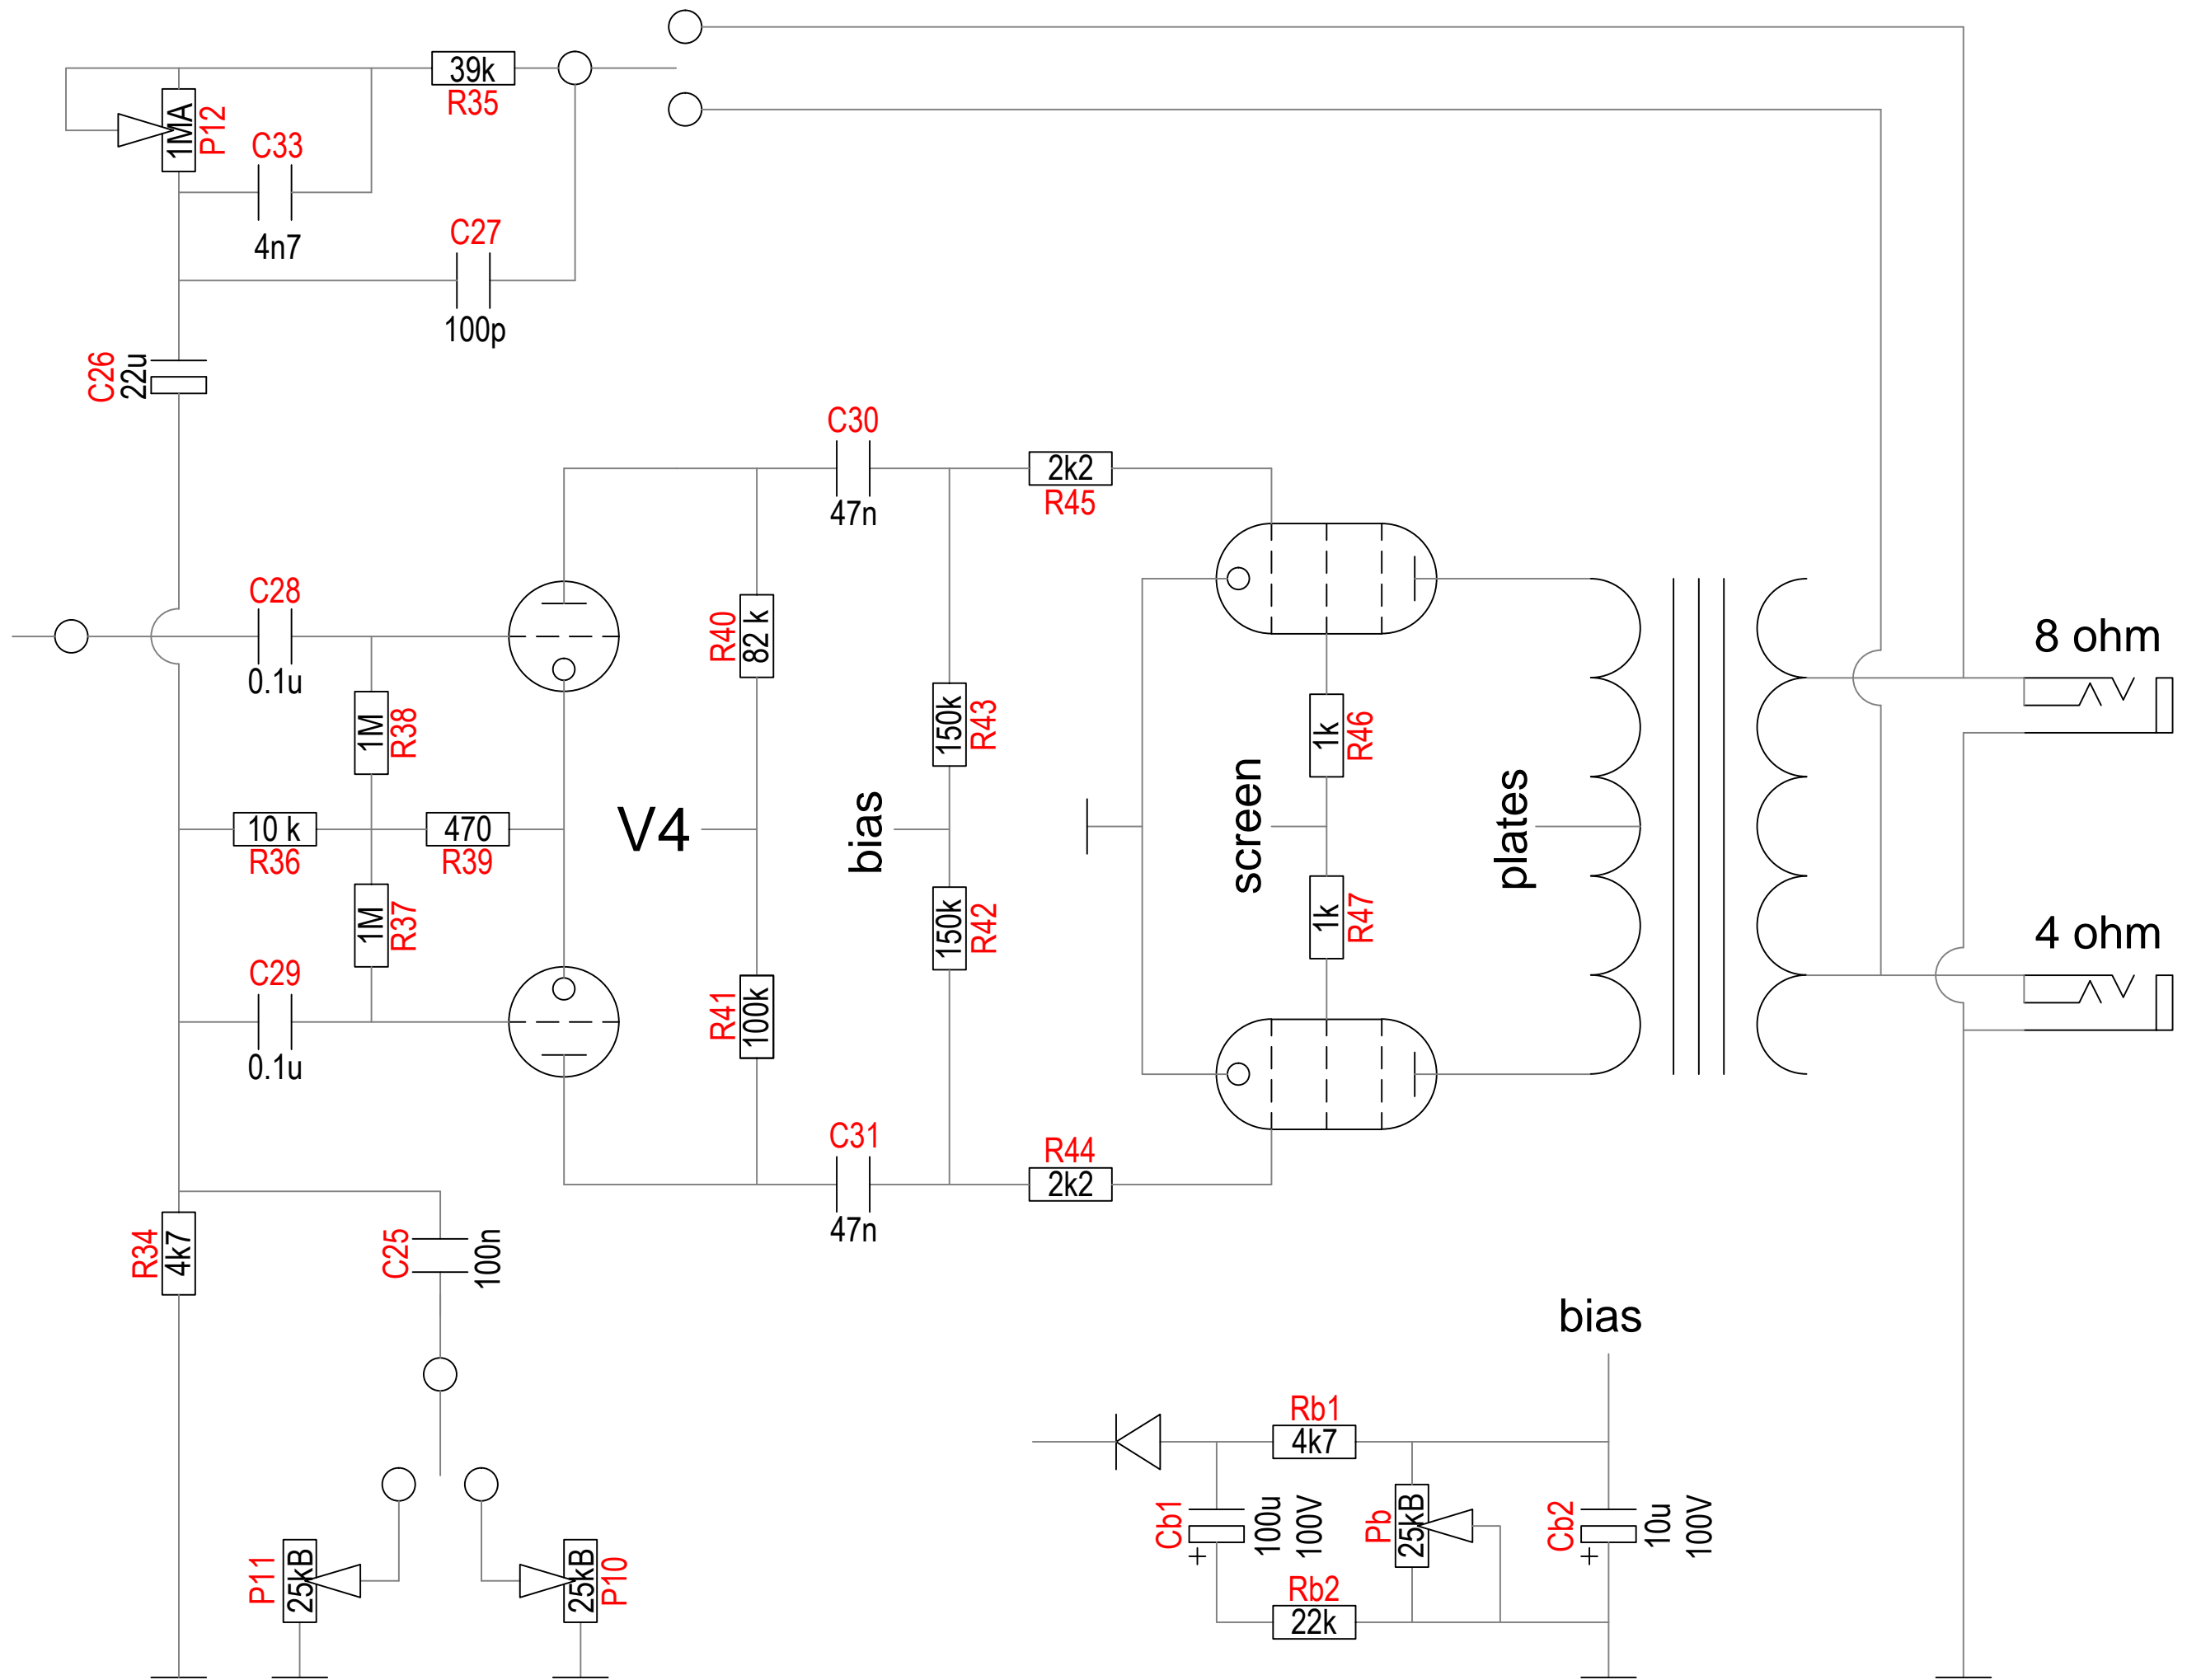 39k
R35
1MA
P12
C33
4n7
C27
100p
C26
22u
C30
47n
2k2
R45
C28
0.1u
R40
82 k
8 ohm
1M
R38
150k
R43
1k
R46
10 k
R36
470
R39
V4
bias
screen
plates
1M
R37
150k
R42
1k
R47
4 ohm
C29
0.1u
R41
100k
C31
47n
R44
2k2
R34
4k7
C25
100n
bias
Rb1
4k7
Cb1
100u
100V
+
Pb
25kB
Cb2
10u
100V
+
Rb2
22k
P11
25kB
25kB
P10